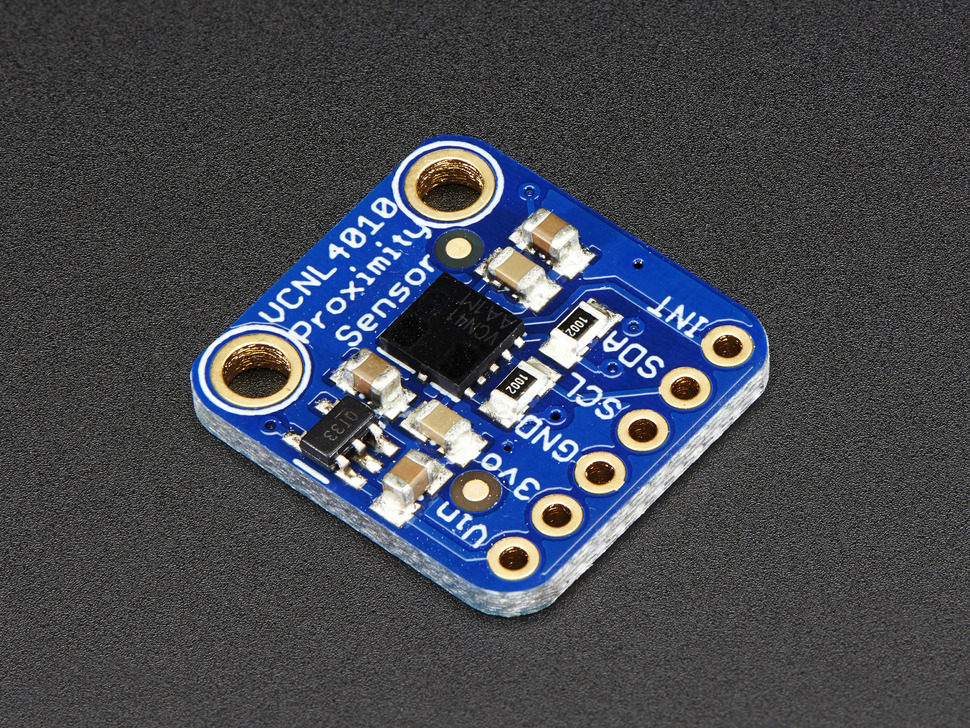 VCNL4010
Proximity
Sensor
INT
SDA
SCL
GND
3vo
Vin
1002
1002